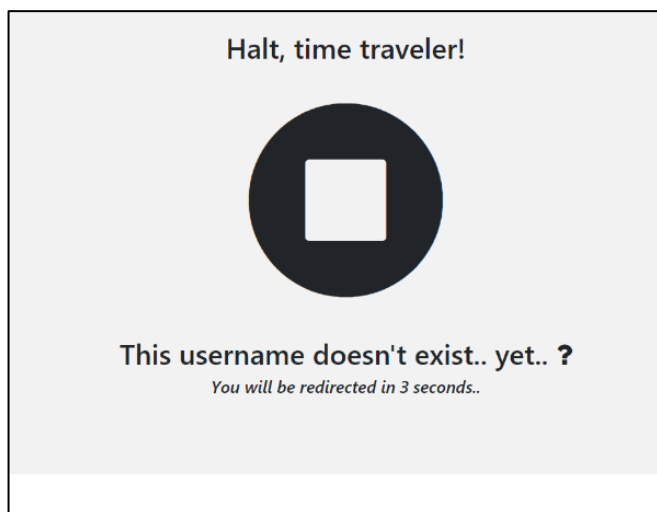 Halt, time traveler!
This username doesn't exist.. yet.. ?
You will be redirected in 3 seconds..